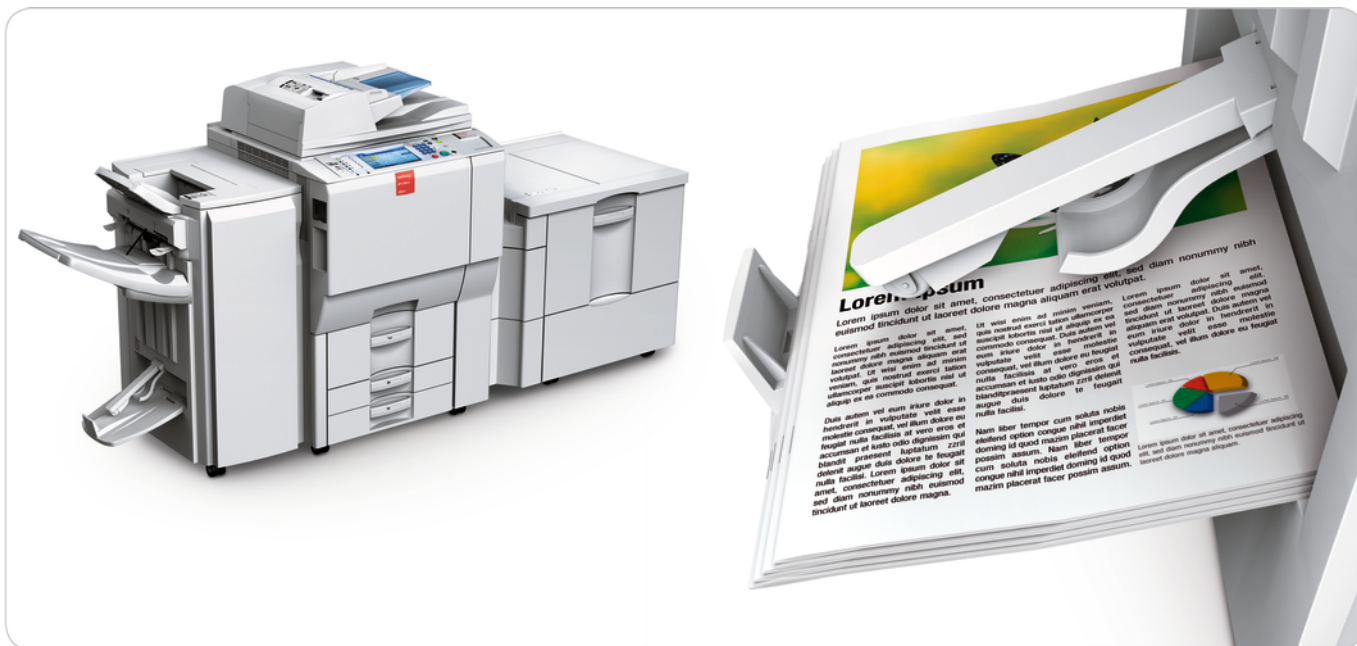 Lorem ipsum
Lorem ipsum dolor sit amet, consectetuer adipiscing elit, sed diam nonummy nibh
euismod tincidunt ut laoreet dolore magna aliquam erat volutpat.
Lorem ipsum dolor sit amet,
consectetuer adipiscing elit, sed
nonummy nibh euismod tincidunt ut
laoreet dolore magna aliquam erat
volutpat. Ut wisi enim ad minim
veniam, quis nostrud exerci tation
ullamcorper suscipit lobortis nisl ut
aliquip ex ea commodo consequat.
Duis autem vel eum iriure dolor in
hendrerit in vulputate velit esse
molestie consequat, vel illum dolore eu
feugiat nulla facilisis at vero eros et
accumsan et iusto odio dignissim qui
blandit praesent luptatum zzril
delenit augue duis dolore te feugait
nulla facilisi. Lorem ipsum dolor sit
amet, consectetuer adipiscing elit,
sed diam nonummy nibh euismod
tincidunt ut laoreet dolore magna.
Ut wisi enim ad minim veniam,
quis nostrud exerci tation ullamcorper
suscipit lobortis nisl ut aliquip ex ea
commodo consequat. Duis autem vel
eum iriure dolor in hendrerit in
vulputate velit esse molestie
consequat, vel illum dolore eu feugiat
nulla facilisis at vero eros et
accumsan et iusto odio dignissim qui
blanditpraesent luptatum zzril delenit
augue duis dolore te feugait
nulla facilisi.
Nam liber tempor cum soluta nobis
eleifend option congue nihil imperdiet
doming id quod mazim placerat facer
possim assum. Nam liber tempor
cum soluta nobis eleifend option
congue nihil imperdiet doming id quod
mazim placerat facer possim assum.
Lorem ipsum dolor sit amet,
consectetuer adipiscing elit,
sed diam nonummy nibh euismod
tincidunt ut laoreet dolore magna
aliquam erat volutpat. Duis autem vel
eum iriure dolor in hendrerit in
vulputate velit esse molestie
consequat, vel illum dolore eu feugiat
nulla facilisis.
Lorem ipsum dolor sit amet, consectetuer adipiscing
elit, sed diam nonummy nibh euismod tincidunt ut
laoreet dolore magna aliquam.